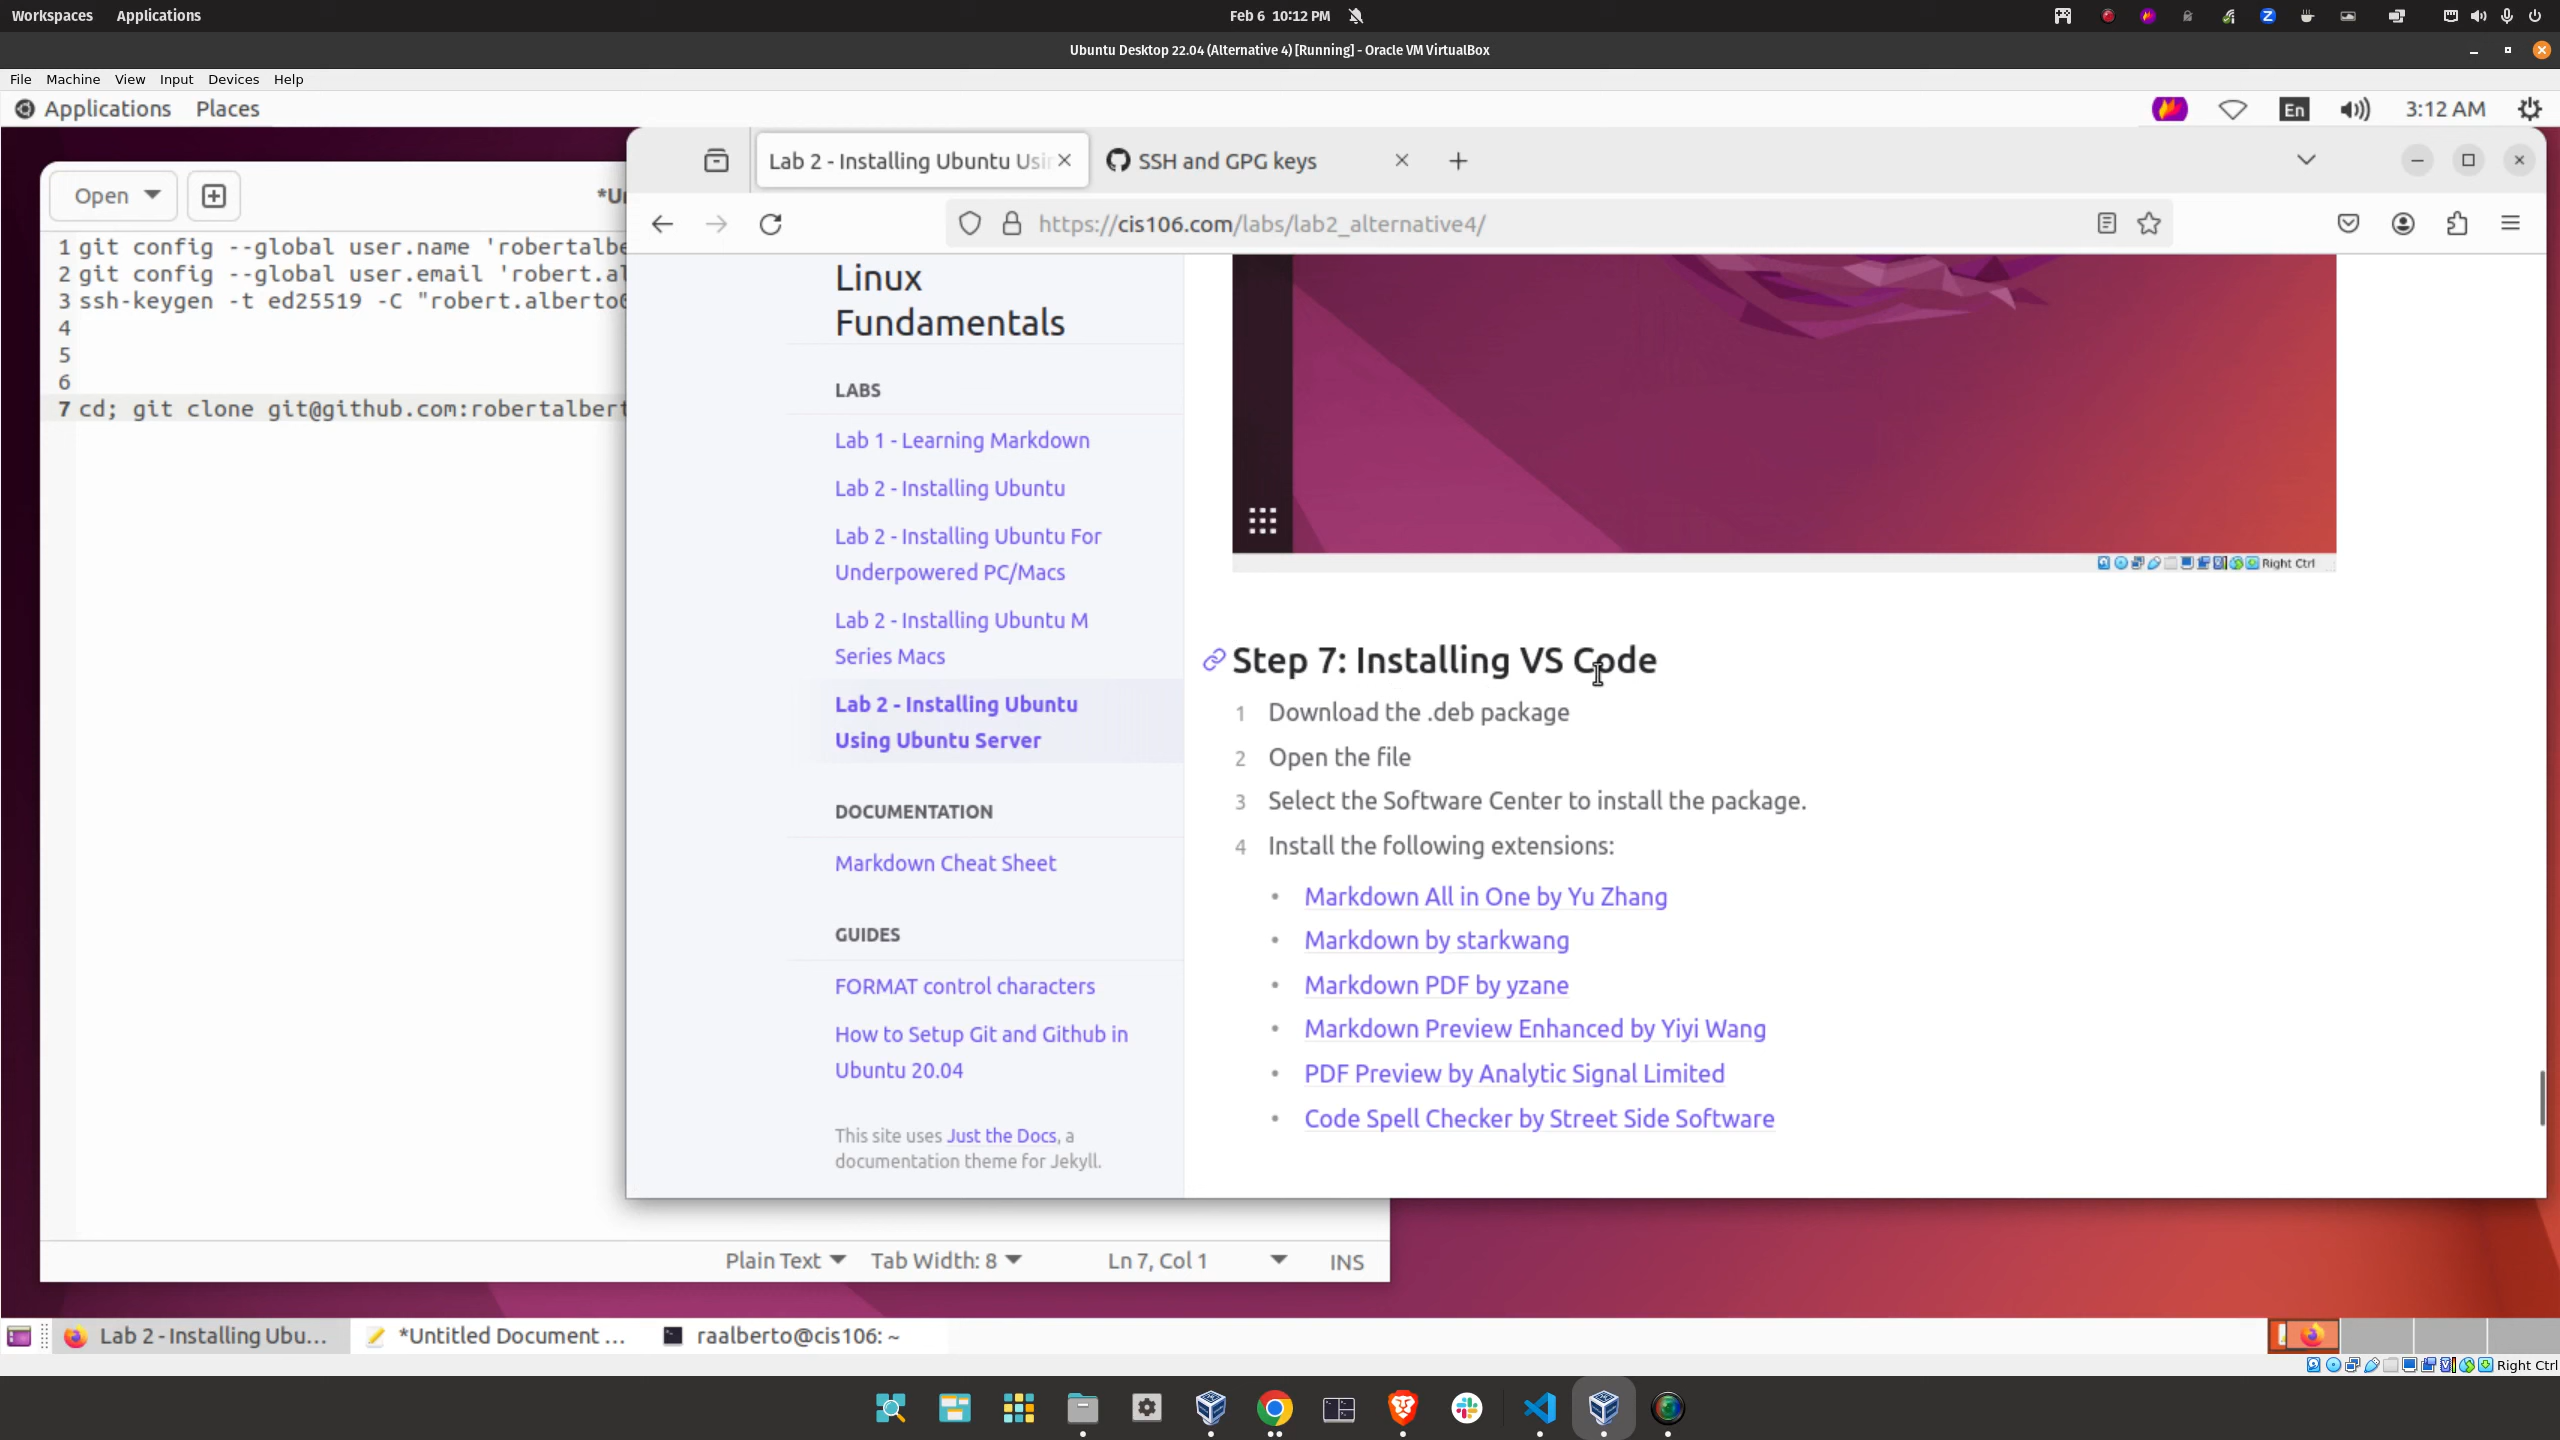 Workspaces Applications Feb 6 10:12 PM
Ubuntu Desktop 22.04 (Alternative 4) [Running] - Oracle VM VirtualBox
File Machine View Input Devices Help
Applications Places En 3:12 AM
Open
*U
1 git config --global user.name 'robertalbe
2 git config --global user.email 'robert.al
3 ssh-keygen -t ed25519 -C "robert.alberto
4
5
6
7 cd; git clone git@github.com:robertalbert
Plain Text Tab Width: 8 Ln 7, Col 1 INS
Lab 2 - Installing Ubuntu Usi SSH and GPG keys
https://cis106.com/labs/lab2_alternative4/
Linux
Fundamentals
LABS
Lab 1 - Learning Markdown
Lab 2 - Installing Ubuntu
Lab 2 - Installing Ubuntu For
Underpowered PC/Macs
Lab 2 - Installing Ubuntu M
Series Macs
Lab 2 - Installing Ubuntu
Using Ubuntu Server
DOCUMENTATION
Markdown Cheat Sheet
GUIDES
FORMAT control characters
How to Setup Git and Github in
Ubuntu 20.04
This site uses Just the Docs, a
documentation theme for Jekyll.
Right Ctrl
Step 7: Installing VS Code
1 Download the .deb package
2 Open the file
3 Select the Software Center to install the package.
4 Install the following extensions:
• Markdown All in One by Yu Zhang
• Markdown by starkwang
• Markdown PDF by yzane
• Markdown Preview Enhanced by Yiyi Wang
• PDF Preview by Analytic Signal Limited
• Code Spell Checker by Street Side Software
Lab 2 - Installing Ubu... *Untitled Document ... raalberto@cis106: ~
Right Ctrl